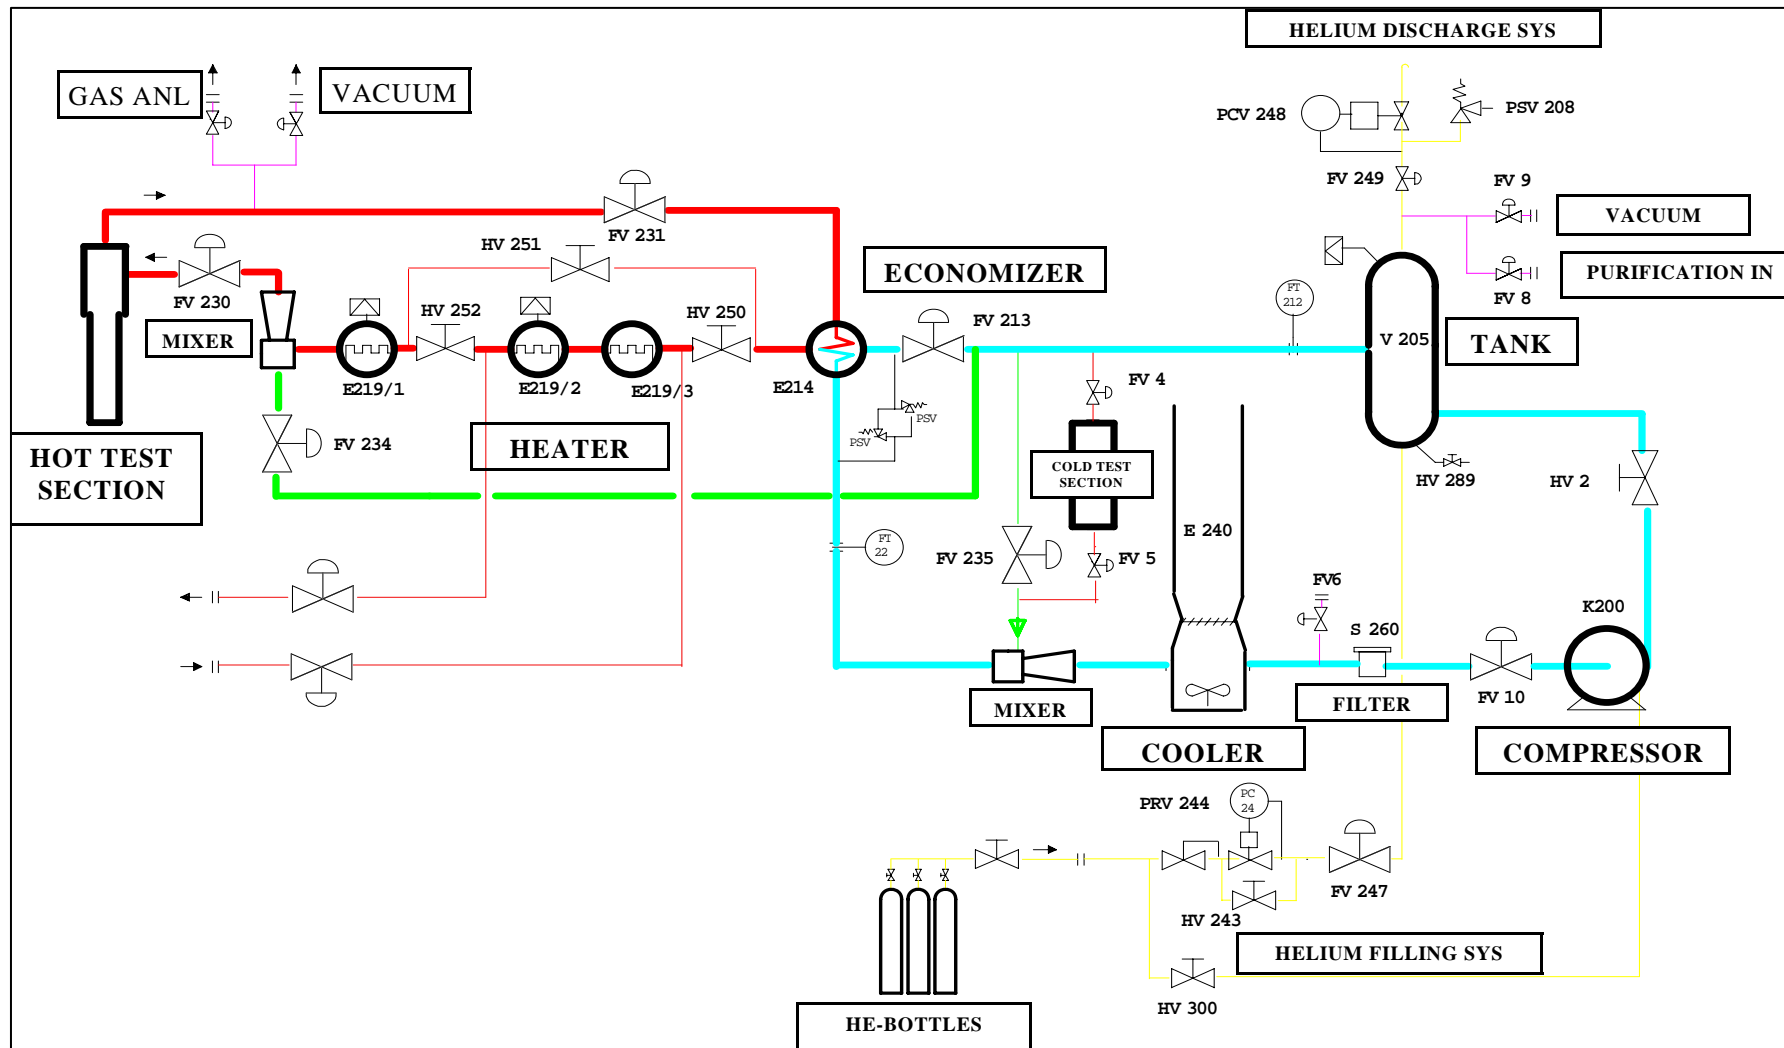 HELIUM DISCHARGE SYS
GAS ANL
VACUUM
PCV 248
PSV 208
FV 249
FV 9
VACUUM
PURIFICATION IN
FV 8
FV 231
HV 251
ECONOMIZER
FT
212
FV 230
MIXER
HV 252
HV 250
FV 213
V 205
TANK
E219/1
E219/2
E219/3
E214
FV 4
PSV
PSV
HOT TEST
SECTION
FV 234
HEATER
COLD TEST
SECTION
HV 289
HV 2
FT
22
FV 235
FV 5
E 240
FV6
S 260
K200
MIXER
COOLER
FILTER
FV 10
COMPRESSOR
PRV 244
PC
24
HV 243
FV 247
HELIUM FILLING SYS
HV 300
HE-BOTTLES